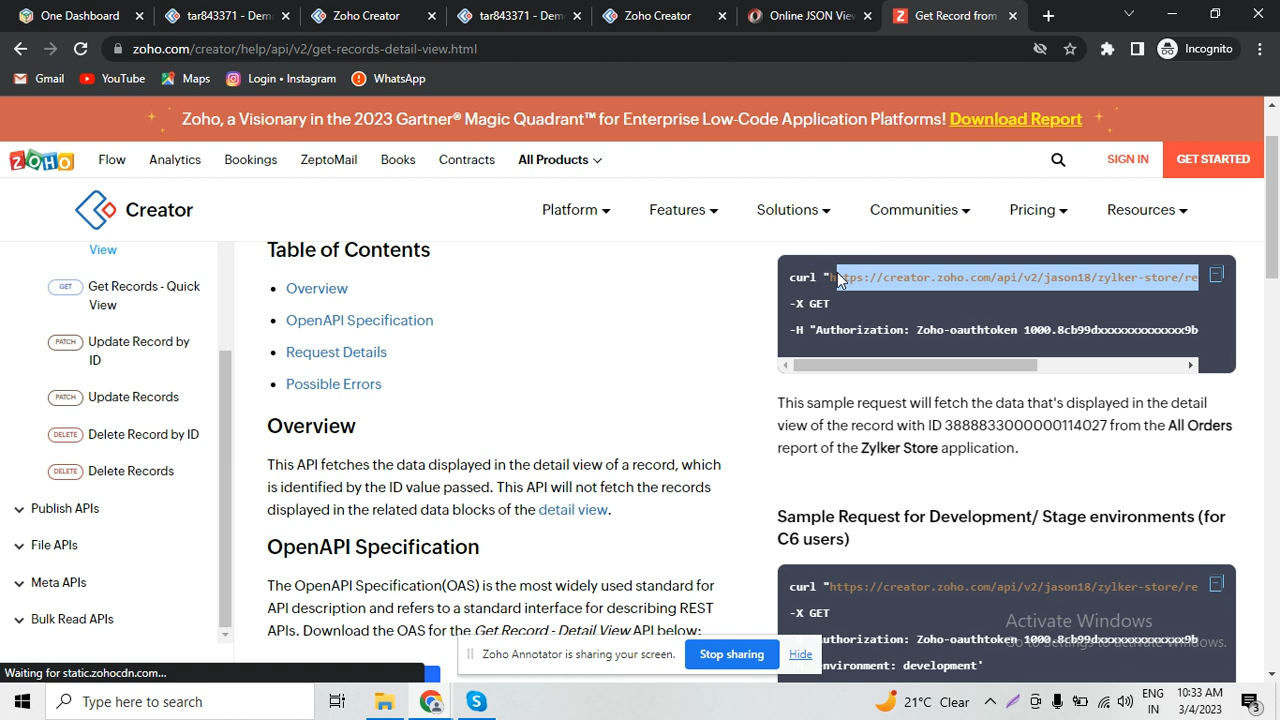 One Dashboard
tar843371 - Dem
Zoho Creator
tar843371 - Dem
Zoho Creator
Online JSON Vie
Get Record from
zoho.com/creator/help/api/v2/get-records-detail-view.html
Incognito
Gmail
YouTube
Maps
Login • Instagram
WhatsApp
Zoho, a Visionary in the 2023 Gartner® Magic Quadrant™ for Enterprise Low-Code Application Platforms! Download Report
ZOHO
Flow
Analytics
Bookings
ZeptoMail
Books
Contracts
All Products
SIGN IN
GET STARTED
Creator
Platform
Features
Solutions
Communities
Pricing
Resources
View
GET Get Records - Quick
View
PATCH Update Record by
ID
PATCH Update Records
DELETE Delete Record by ID
DELETE Delete Records
Publish APIs
File APIs
Meta APIs
Bulk Read APIs
Table of Contents
• Overview
• OpenAPI Specification
• Request Details
• Possible Errors
Overview
This API fetches the data displayed in the detail view of a record, which
is identified by the ID value passed. This API will not fetch the records
displayed in the related data blocks of the detail view.
OpenAPI Specification
The OpenAPI Specification(OAS) is the most widely used standard for
API description and refers to a standard interface for describing REST
APIs. Download the OAS for the Get Record - Detail View API below:
curl "https://creator.zoho.com/api/v2/jason18/zylker-store/re
-X GET
-H "Authorization: Zoho-oauthtoken 1000.8cb99dxxxxxxxxxxxxx9b
This sample request will fetch the data that's displayed in the detail
view of the record with ID 3888833000000114027 from the All Orders
report of the Zylker Store application.
Sample Request for Development/ Stage environments (for
C6 users)
curl "https://creator.zoho.com/api/v2/jason18/zylker-store/re
-X GET
Authorization: Zoho-oauthtoken 1000.8cb99dxxxxxxxxxxxxx9b
nvironment: development'
Activate Windows
Go to Settings to activate Windows.
Zoho Annotator is sharing your screen.
Stop sharing
Hide
Waiting for static.zohocdn.com...
Type here to search
21°C Clear
ENG
IN
10:33 AM
3/4/2023
3